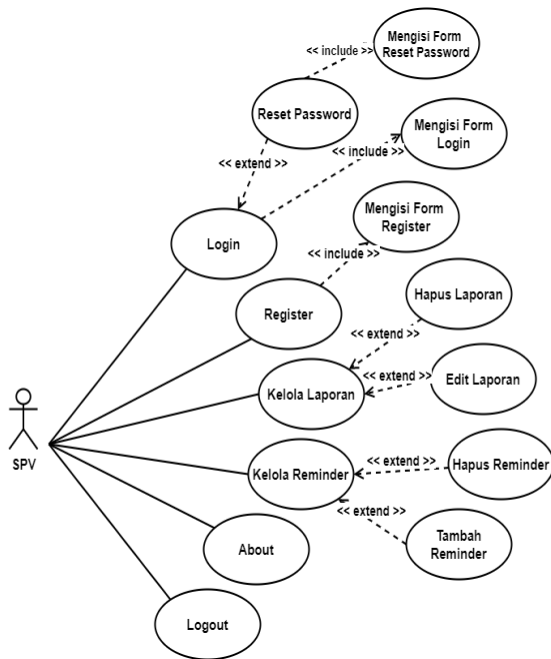 Mengisi Form
Reset Password
<< include >>
Reset Password
Mengisi Form
Login
<< include >>
<< extend >>
Login
Mengisi Form
Register
<< include >>
Register
Hapus Laporan
<< extend >>
Kelola Laporan
<< extend >>
Edit Laporan
SPV
Kelola Reminder
<< extend >>
Hapus Reminder
<< extend >>
Tambah
Reminder
About
Logout